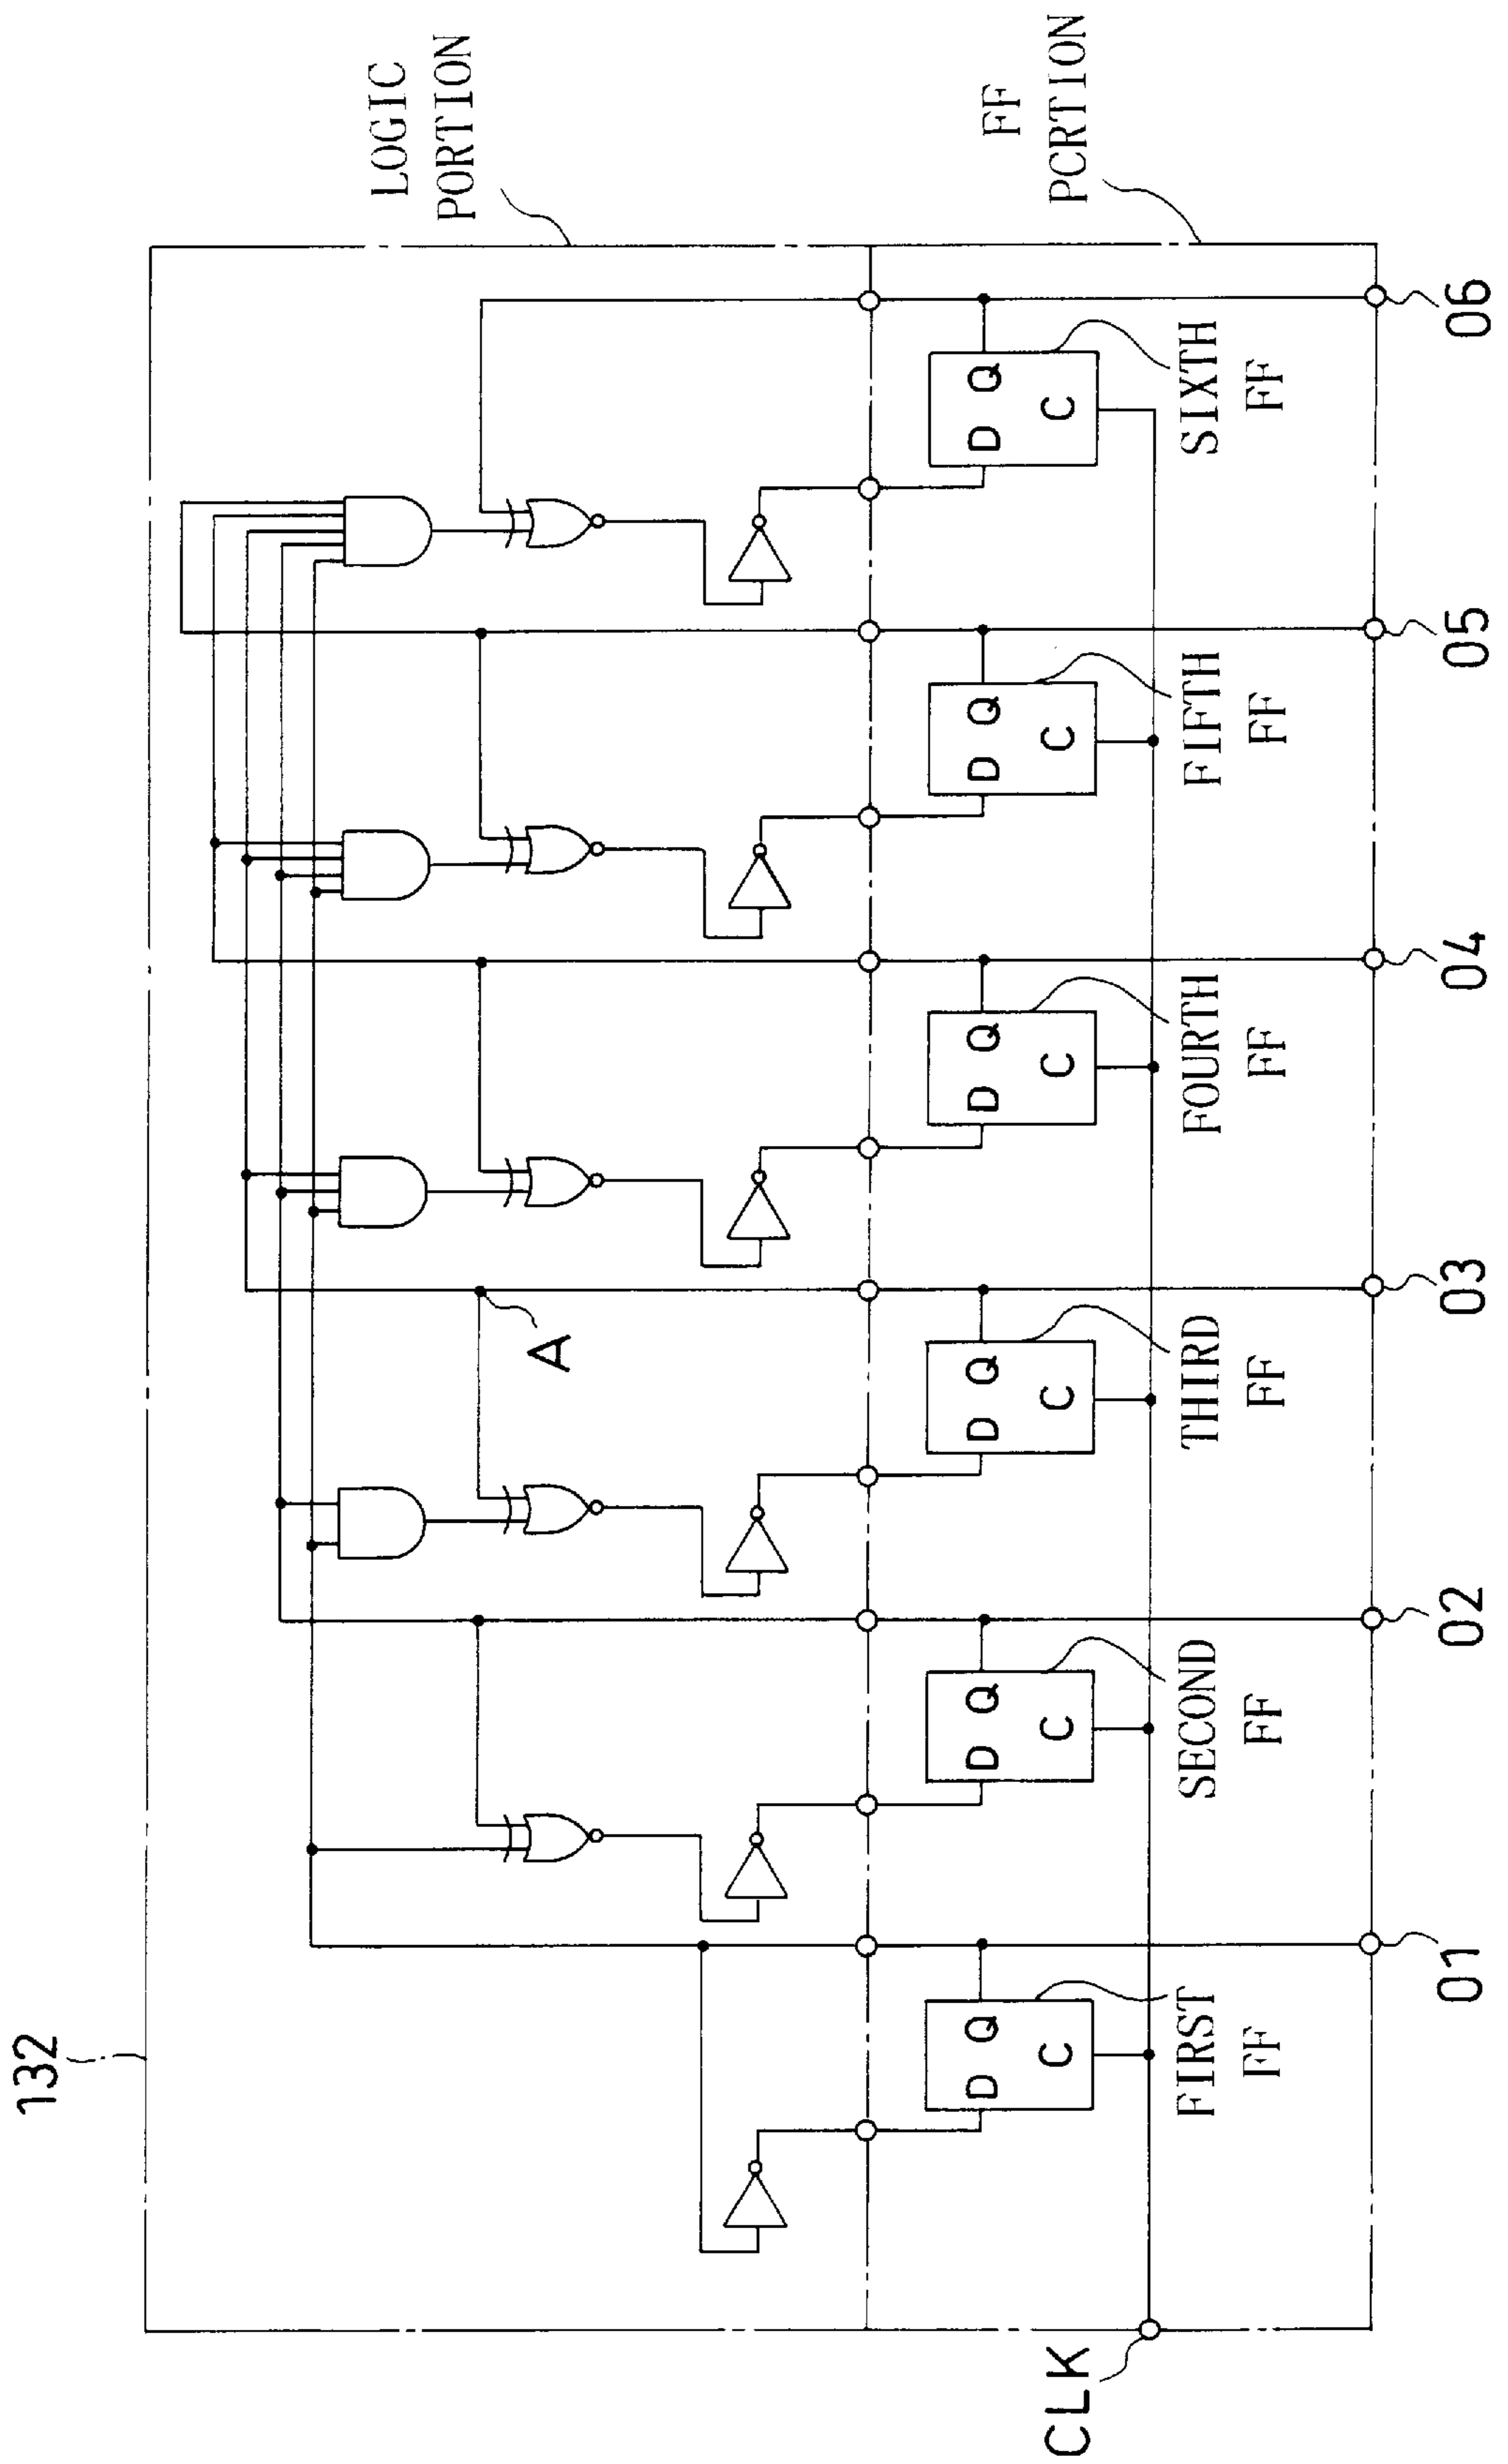 132
LOGIC
PORTION
FF
PCRTION
CLK
A
D Q
C
FIRST
FF
D Q
C
SECOND
FF
D Q
C
THIRD
FF
D Q
C
FOURTH
FF
D Q
C
FIFTH
FF
D Q
C
SIXTH
FF
01
02
03
04
05
06